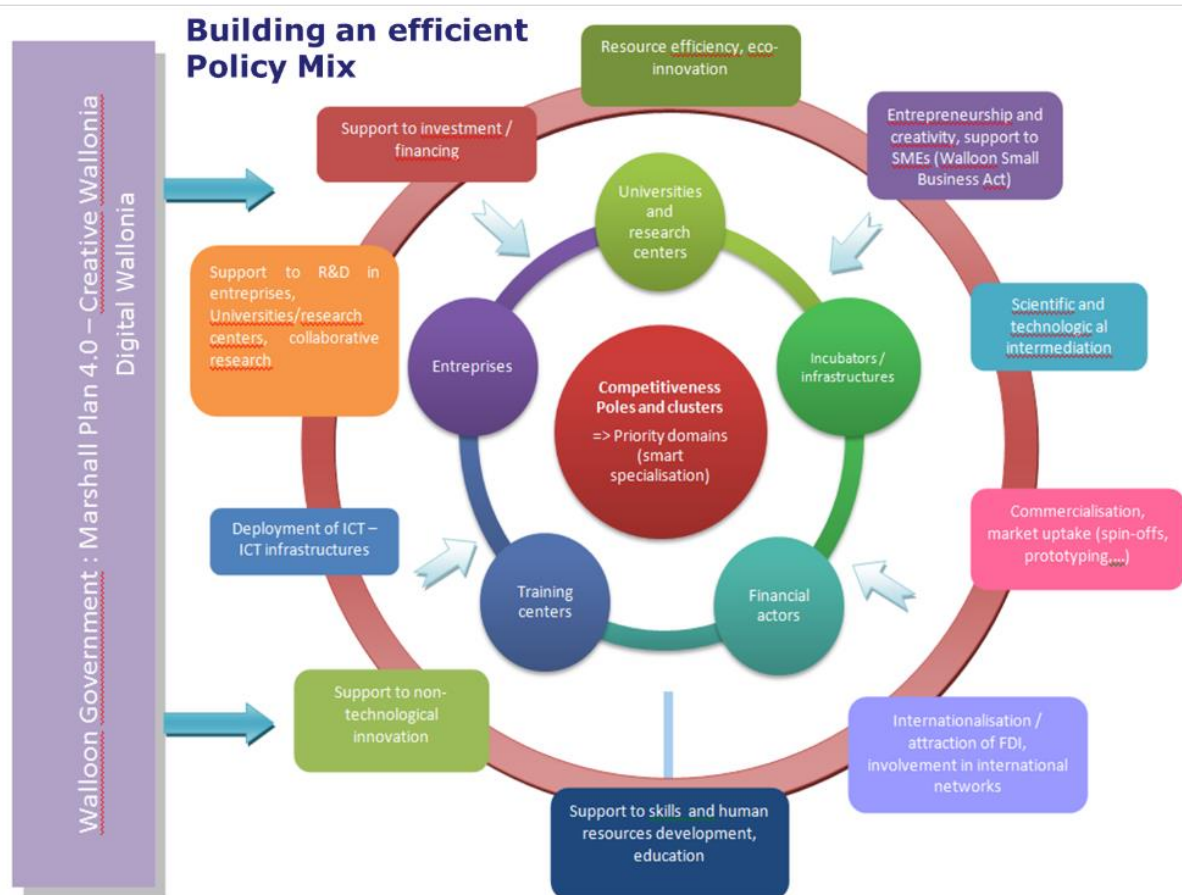 Building an efficient
Policy Mix
Walloon Government : Marshall Plan 4.0 – Creative Wallonia
Digital Wallonia
Resource efficiency, eco-
innovation
Support to investment /
financing
Entrepreneurship and
creativity, support to
SMEs (Walloon Small
Business Act)
Universities
and
research
centers
Support to R&D in
entreprises,
Universities/research
centers, collaborative
research
Scientific and
technologic al
intermediation
Entreprises
Incubators /
infrastructures
Competitiveness
Poles and clusters
=> Priority domains
(smart
specialisation)
Deployment of ICT –
ICT infrastructures
Commercialisation,
market uptake (spin-offs,
prototyping,...)
Training
centers
Financial
actors
Support to non-
technological
innovation
Internationalisation /
attraction of FDI,
involvement in international
networks
Support to skills and human
resources development,
education